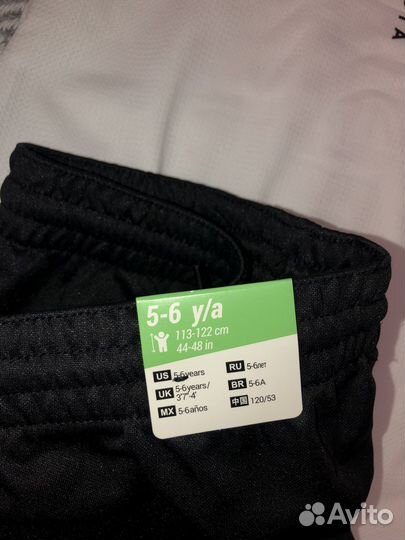 OTA
5-6 y/a
113-122 cm
44-48 in
US 5-6years
UK 5-6years/
3'7"-4'
MX 5-6años
RU 5-6лет
BR 5-6A
中国 120/53
Avito